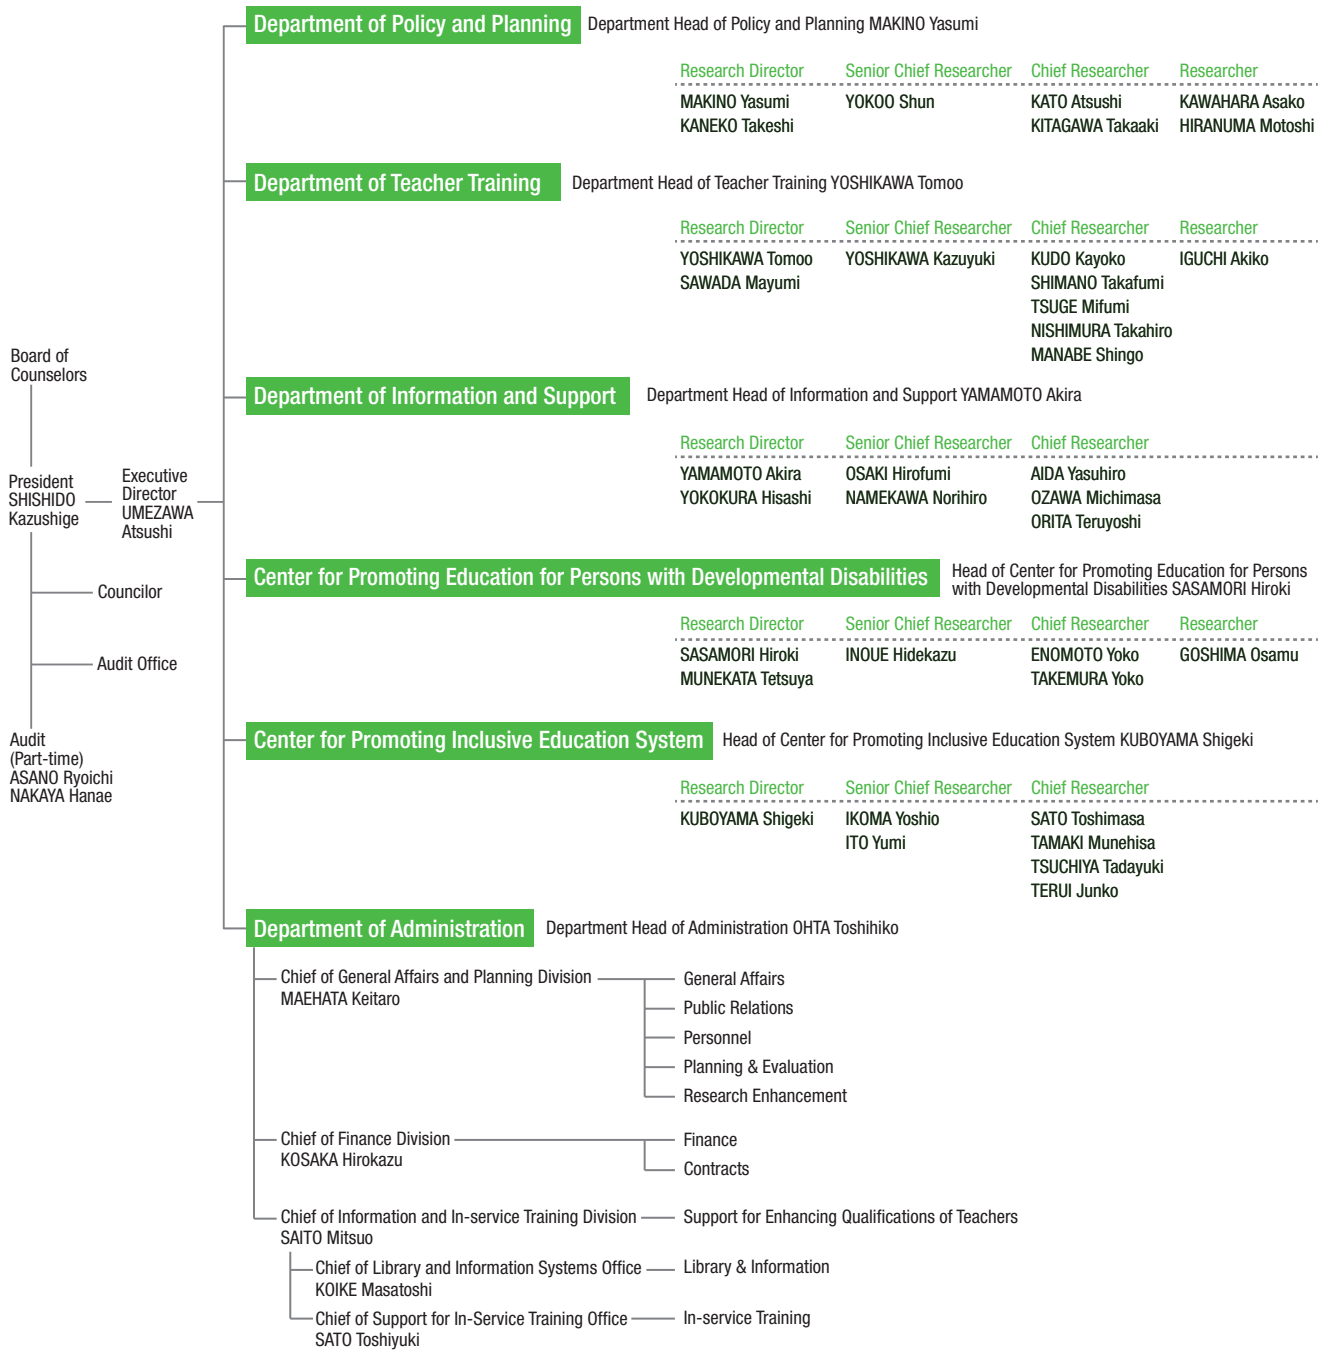 Department of Policy and Planning
Department Head of Policy and Planning MAKINO Yasumi
Research Director Senior Chief Researcher Chief Researcher Researcher
MAKINO Yasumi YOKOO Shun KATO Atsushi KAWAHARA Asako
KANEKO Takeshi KITAGAWA Takaaki HIRANUMA Motoshi
Department of Teacher Training
Department Head of Teacher Training YOSHIKAWA Tomoo
Research Director Senior Chief Researcher Chief Researcher Researcher
YOSHIKAWA Tomoo YOSHIKAWA Kazuyuki KUDO Kayoko IGUCHI Akiko
SAWADA Mayumi SHIMANO Takafumi
TSUGE Mifumi
NISHIMURA Takahiro
MANABE Shingo
Board of
Counselors
President
SHISHIDO
Kazushige
Executive
Director
UMEZAWA
Atsushi
Councilor
Audit Office
Audit
(Part-time)
ASANO Ryoichi
NAKAYA Hanae
Department of Information and Support
Department Head of Information and Support YAMAMOTO Akira
Research Director Senior Chief Researcher Chief Researcher
YAMAMOTO Akira OSAKI Hirofumi AIDA Yasuhiro
YOKOKURA Hisashi NAMEKAWA Norihiro OZAWA Michimasa
ORITA Teruyoshi
Center for Promoting Education for Persons with Developmental Disabilities
Head of Center for Promoting Education for Persons
with Developmental Disabilities SASAMORI Hiroki
Research Director Senior Chief Researcher Chief Researcher Researcher
SASAMORI Hiroki INOUE Hidekazu ENOMOTO Yoko GOSHIMA Osamu
MUNEKATA Tetsuya TAKEMURA Yoko
Center for Promoting Inclusive Education System
Head of Center for Promoting Inclusive Education System KUBOYAMA Shigeki
Research Director Senior Chief Researcher Chief Researcher
KUBOYAMA Shigeki IKOMA Yoshio SATO Toshimasa
ITO Yumi TAMAKI Munehisa
TSUCHIYA Tadayuki
TERUI Junko
Department of Administration
Department Head of Administration OHTA Toshihiko
Chief of General Affairs and Planning Division
MAEHATA Keitaro
General Affairs
Public Relations
Personnel
Planning & Evaluation
Research Enhancement
Chief of Finance Division
KOSAKA Hirokazu
Finance
Contracts
Chief of Information and In-service Training Division
SAITO Mitsuo
Support for Enhancing Qualifications of Teachers
Chief of Library and Information Systems Office
KOIKE Masatoshi
Library & Information
Chief of Support for In-Service Training Office
SATO Toshiyuki
In-service Training